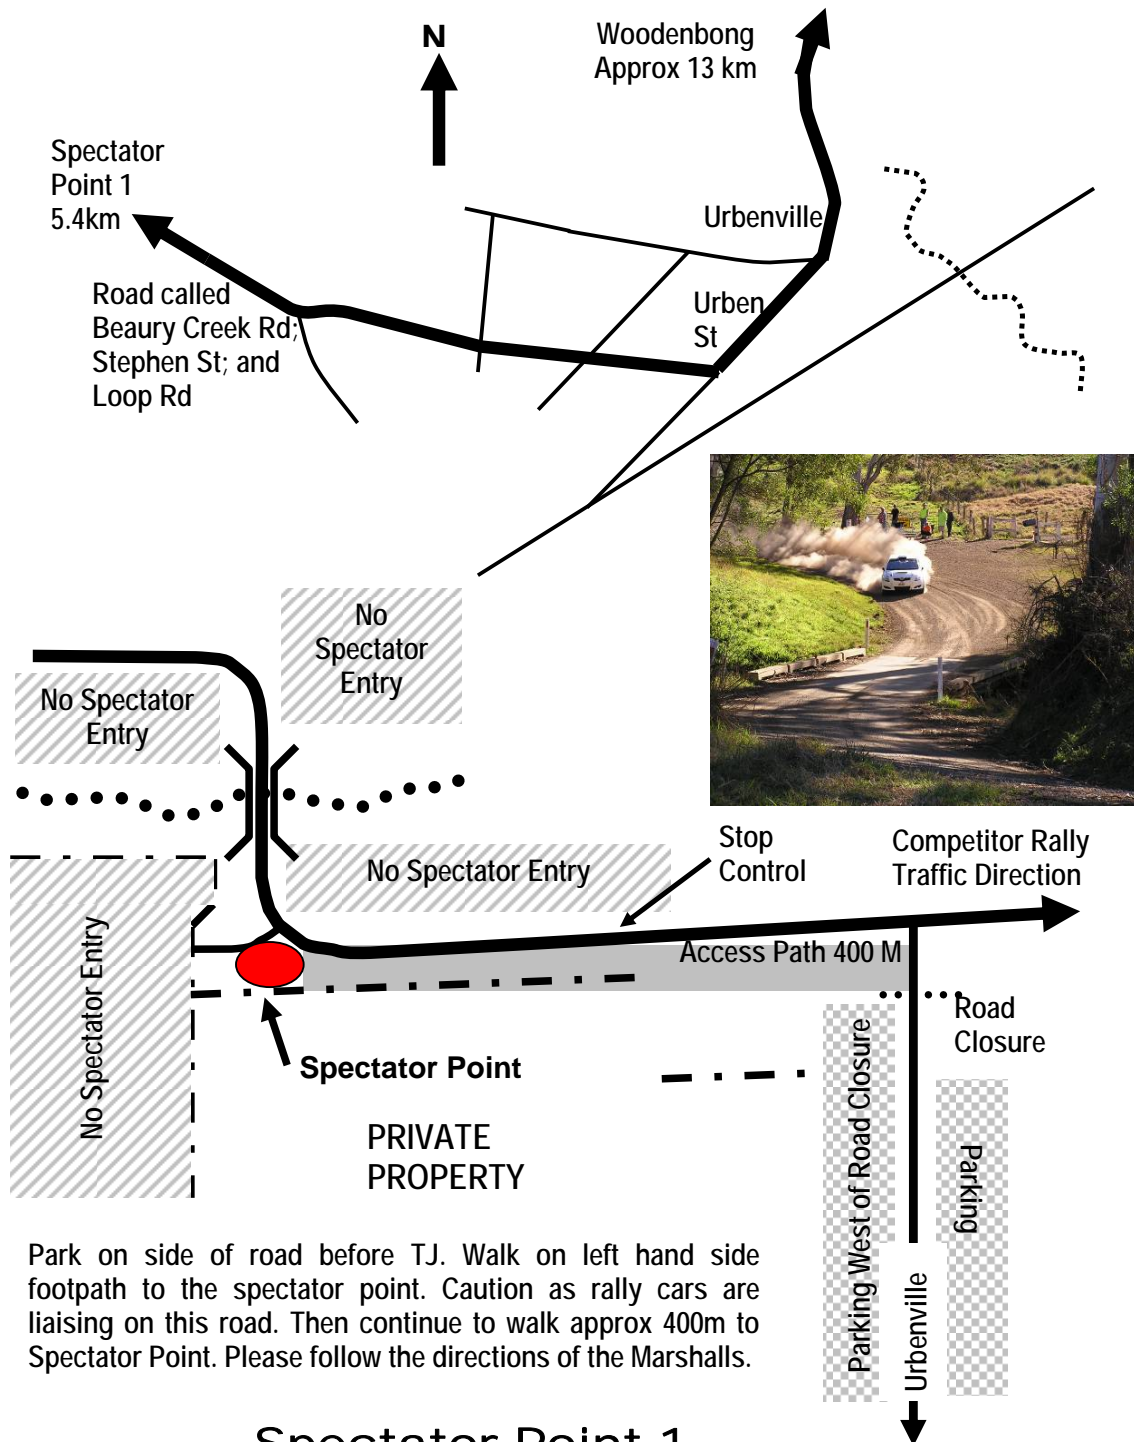 N
Woodenbong
Approx 13 km
Spectator
Point 1
5.4km
Urbenville
Road called
Beaury Creek Rd;
Stephen St; and
Loop Rd
Urben
St
No
Spectator
Entry
No Spectator
Entry
Stop
Control
Competitor Rally
Traffic Direction
No Spectator Entry
No Spectator Entry
Access Path 400 M
Road
Closure
Spectator Point
PRIVATE
PROPERTY
Parking West of Road Closure
Parking
Urbenville
Park on side of road before TJ. Walk on left hand side
footpath to the spectator point. Caution as rally cars are
liaising on this road. Then continue to walk approx 400m to
Spectator Point. Please follow the directions of the Marshalls.
Spectator Point 1